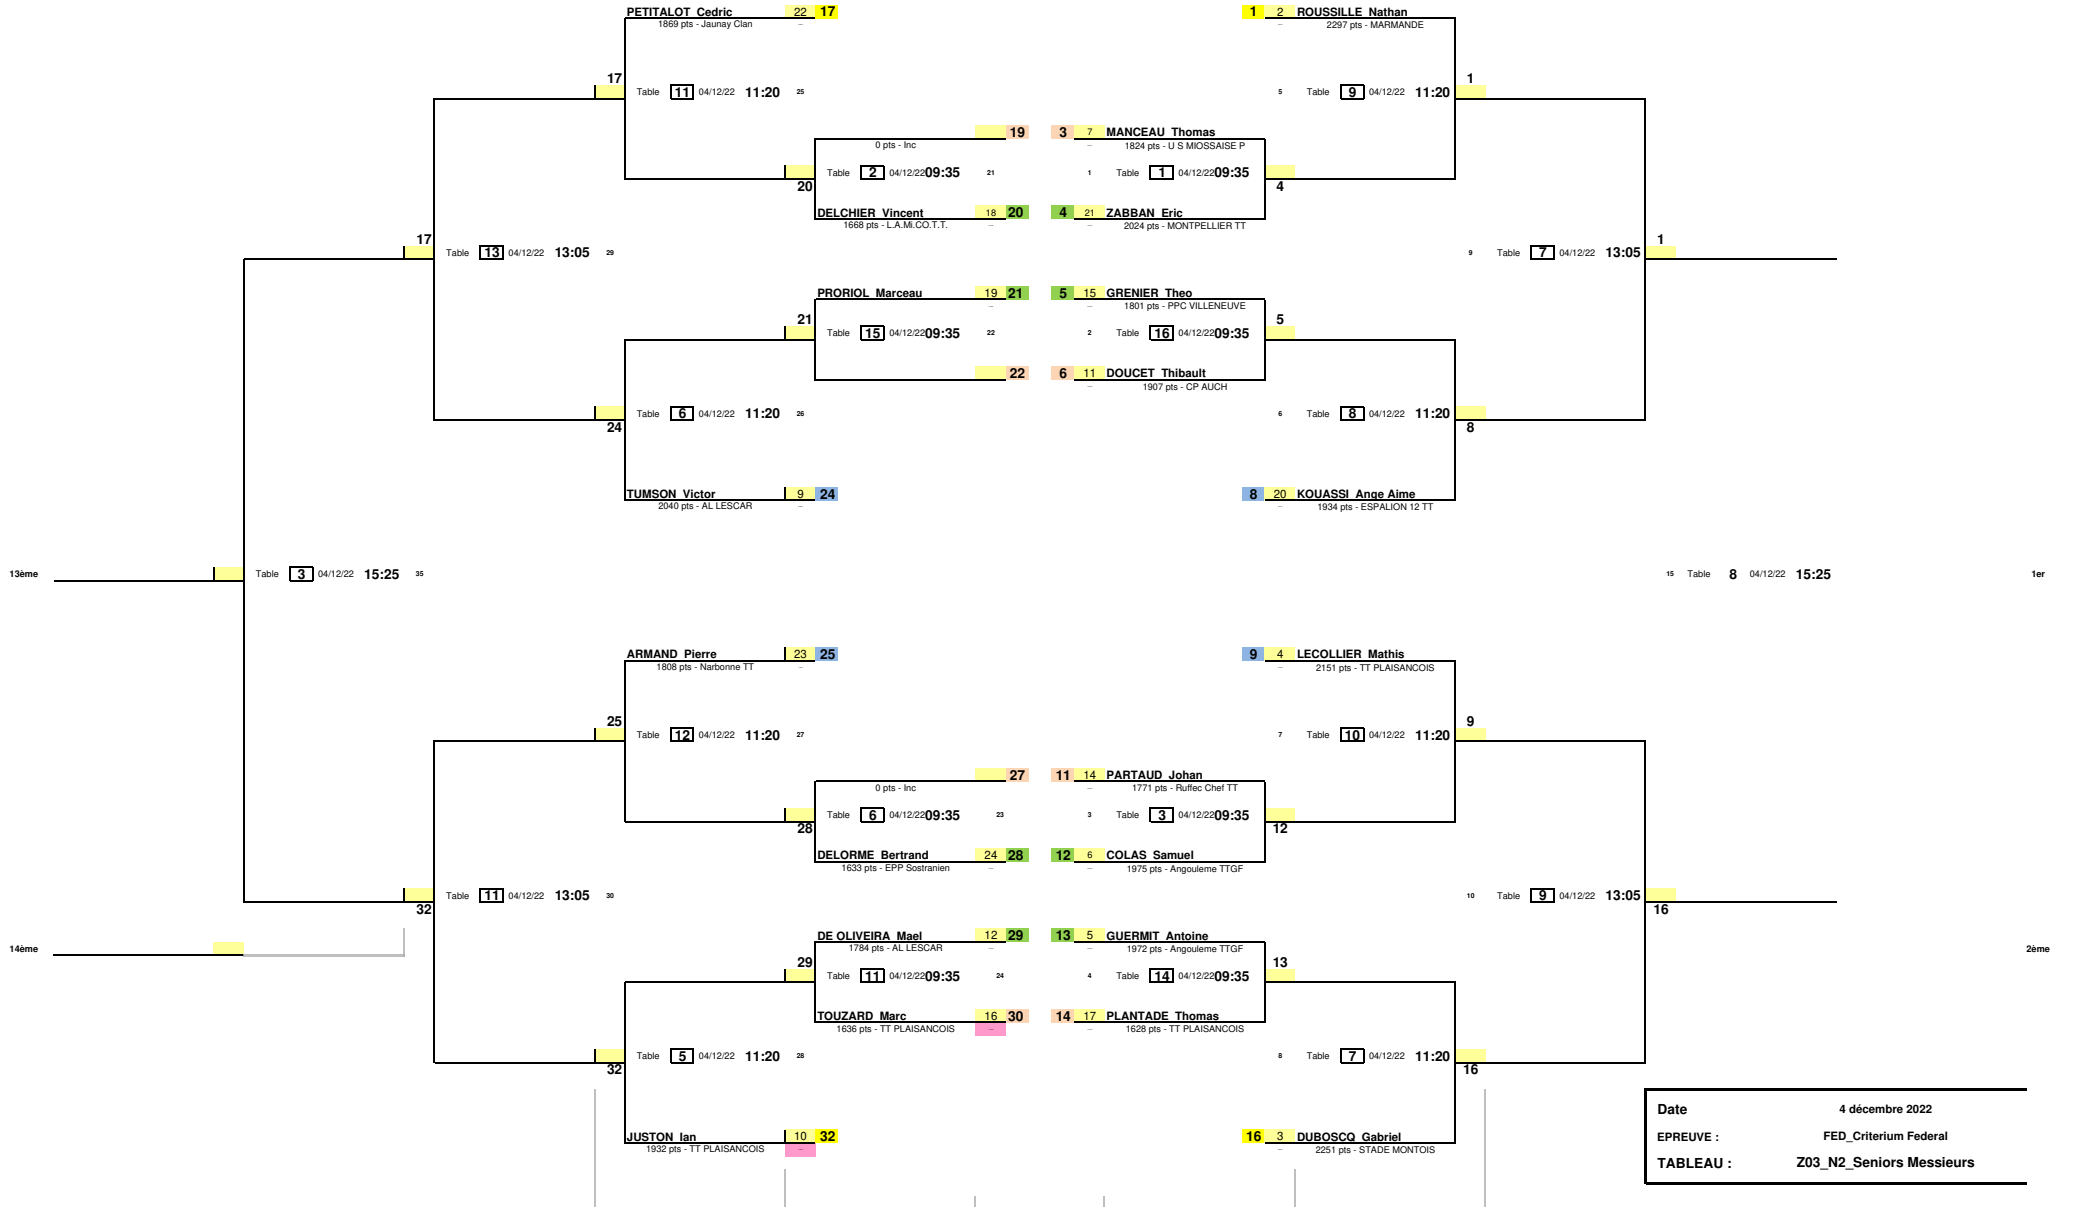 PETITALOT Cedric 22 17 1 2 ROUSSILLE Nathan
1869 pts - Jaunay Clan – – 2297 pts - MARMANDE
17 1
Table 11 04/12/22 11:20 25 5 Table 9 04/12/22 11:20
19 3 7 MANCEAU Thomas
0 pts - Inc – 1824 pts - U S MIOSSAISE P
Table 2 04/12/22 09:35 21 1 Table 1 04/12/22 09:35
20 4
DELCHIER Vincent 18 20 4 21 ZABBAN Eric
1668 pts - L.A.Mi.CO.T.T. – – 2024 pts - MONTPELLIER TT
17 1
Table 13 04/12/22 13:05 29 9 Table 7 04/12/22 13:05
PRORIOL Marceau 19 21 5 15 GRENIER Theo
– – 1801 pts - PPC VILLENEUVE
21 5
Table 15 04/12/22 09:35 22 2 Table 16 04/12/22 09:35
22 6 11 DOUCET Thibault
– 1907 pts - CP AUCH
Table 6 04/12/22 11:20 26 6 Table 8 04/12/22 11:20
24 8
TUMSON Victor 9 24 8 20 KOUASSI Ange Aime
2040 pts - AL LESCAR – – 1934 pts - ESPALION 12 TT
13ème Table 3 04/12/22 15:25 35 15 Table 8 04/12/22 15:25 1er
ARMAND Pierre 23 25 9 4 LECOLLIER Mathis
1808 pts - Narbonne TT – – 2151 pts - TT PLAISANCOIS
25 9
Table 12 04/12/22 11:20 27 7 Table 10 04/12/22 11:20
27 11 14 PARTAUD Johan
0 pts - Inc – 1771 pts - Ruffec Chef TT
Table 6 04/12/22 09:35 23 3 Table 3 04/12/22 09:35
28 12
DELORME Bertrand 24 28 12 6 COLAS Samuel
1633 pts - EPP Sostranien – – 1975 pts - Angouleme TTGF
Table 11 04/12/22 13:05 30 10 Table 9 04/12/22 13:05
32 16
DE OLIVEIRA Mael 12 29 13 5 GUERMIT Antoine
14ème 1784 pts - AL LESCAR – – 1972 pts - Angouleme TTGF 2ème
29 13
Table 11 04/12/22 09:35 24 4 Table 14 04/12/22 09:35
TOUZARD Marc 16 30 14 17 PLANTADE Thomas
1636 pts - TT PLAISANCOIS – – 1628 pts - TT PLAISANCOIS
Table 5 04/12/22 11:20 28 8 Table 7 04/12/22 11:20
32 16
Date 4 décembre 2022
JUSTON Ian 10 32 16 3 DUBOSCQ Gabriel EPREUVE : FED_Criterium Federal
1932 pts - TT PLAISANCOIS – – 2251 pts - STADE MONTOIS
TABLEAU : Z03_N2_Seniors Messieurs